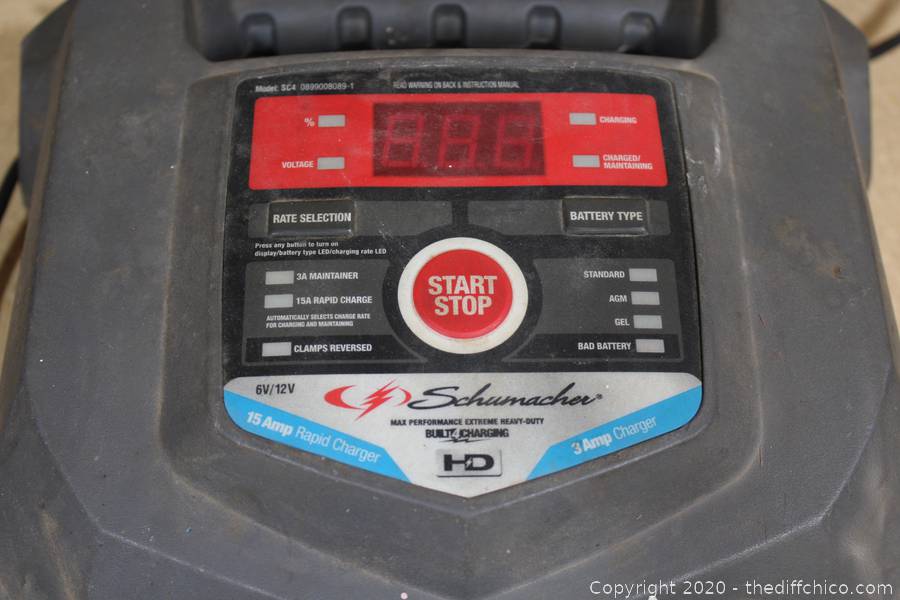 Model: SC4 0899008089-1
READ WARNING ON BACK & INSTRUCTION MANUAL
% CHARGING
VOLTAGE CHARGED/
MAINTAINING
RATE SELECTION BATTERY TYPE
Press any button to turn on
display/battery type LED/charging rate LED
START
STOP
3A MAINTAINER
15A RAPID CHARGE
AUTOMATICALLY SELECTS CHARGE RATE
FOR CHARGING AND MAINTAINING
CLAMPS REVERSED
STANDARD
AGM
GEL
BAD BATTERY
6V/12V
Schumacher®
MAX PERFORMANCE EXTREME HEAVY-DUTY
BUILT 4 CHARGING
HD
15 Amp Rapid Charger
3 Amp Charger
Copyright 2020 - thediffchico.com